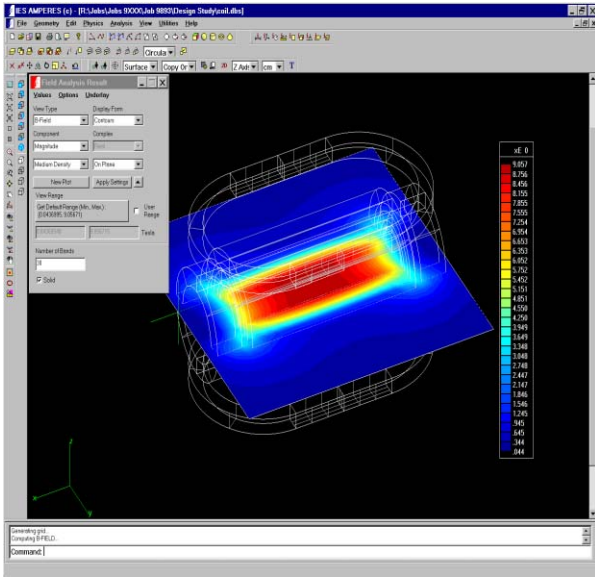 IES AMPERES (c) - [R:\Jobs\Jobs 9XXX\Job 9893\Design Study\coil.dbs]
File Geometry Edit Physics Analysis View Utilities Help
Circula
Surface Copy Or Z Axis cm
Field Analysis Result
Values Options Underlay
View Type Display Form
B-Field Contours
Component Complex
Magnitude
Medium Density On Plane
New Plot Apply Settings
View Range
Get Default Range (Min., Max.):
User Range
Tesla
Number of Bands
31
Solid
xE 0
9.057
8.756
8.456
8.155
7.855
7.555
7.254
6.954
6.653
6.353
6.052
5.752
5.452
5.151
4.851
4.550
4.250
3.949
3.649
3.348
3.048
2.748
2.447
2.147
1.846
1.546
1.245
.945
.645
.344
.044
Generating grid..
Computing B-FIELD..
Command: